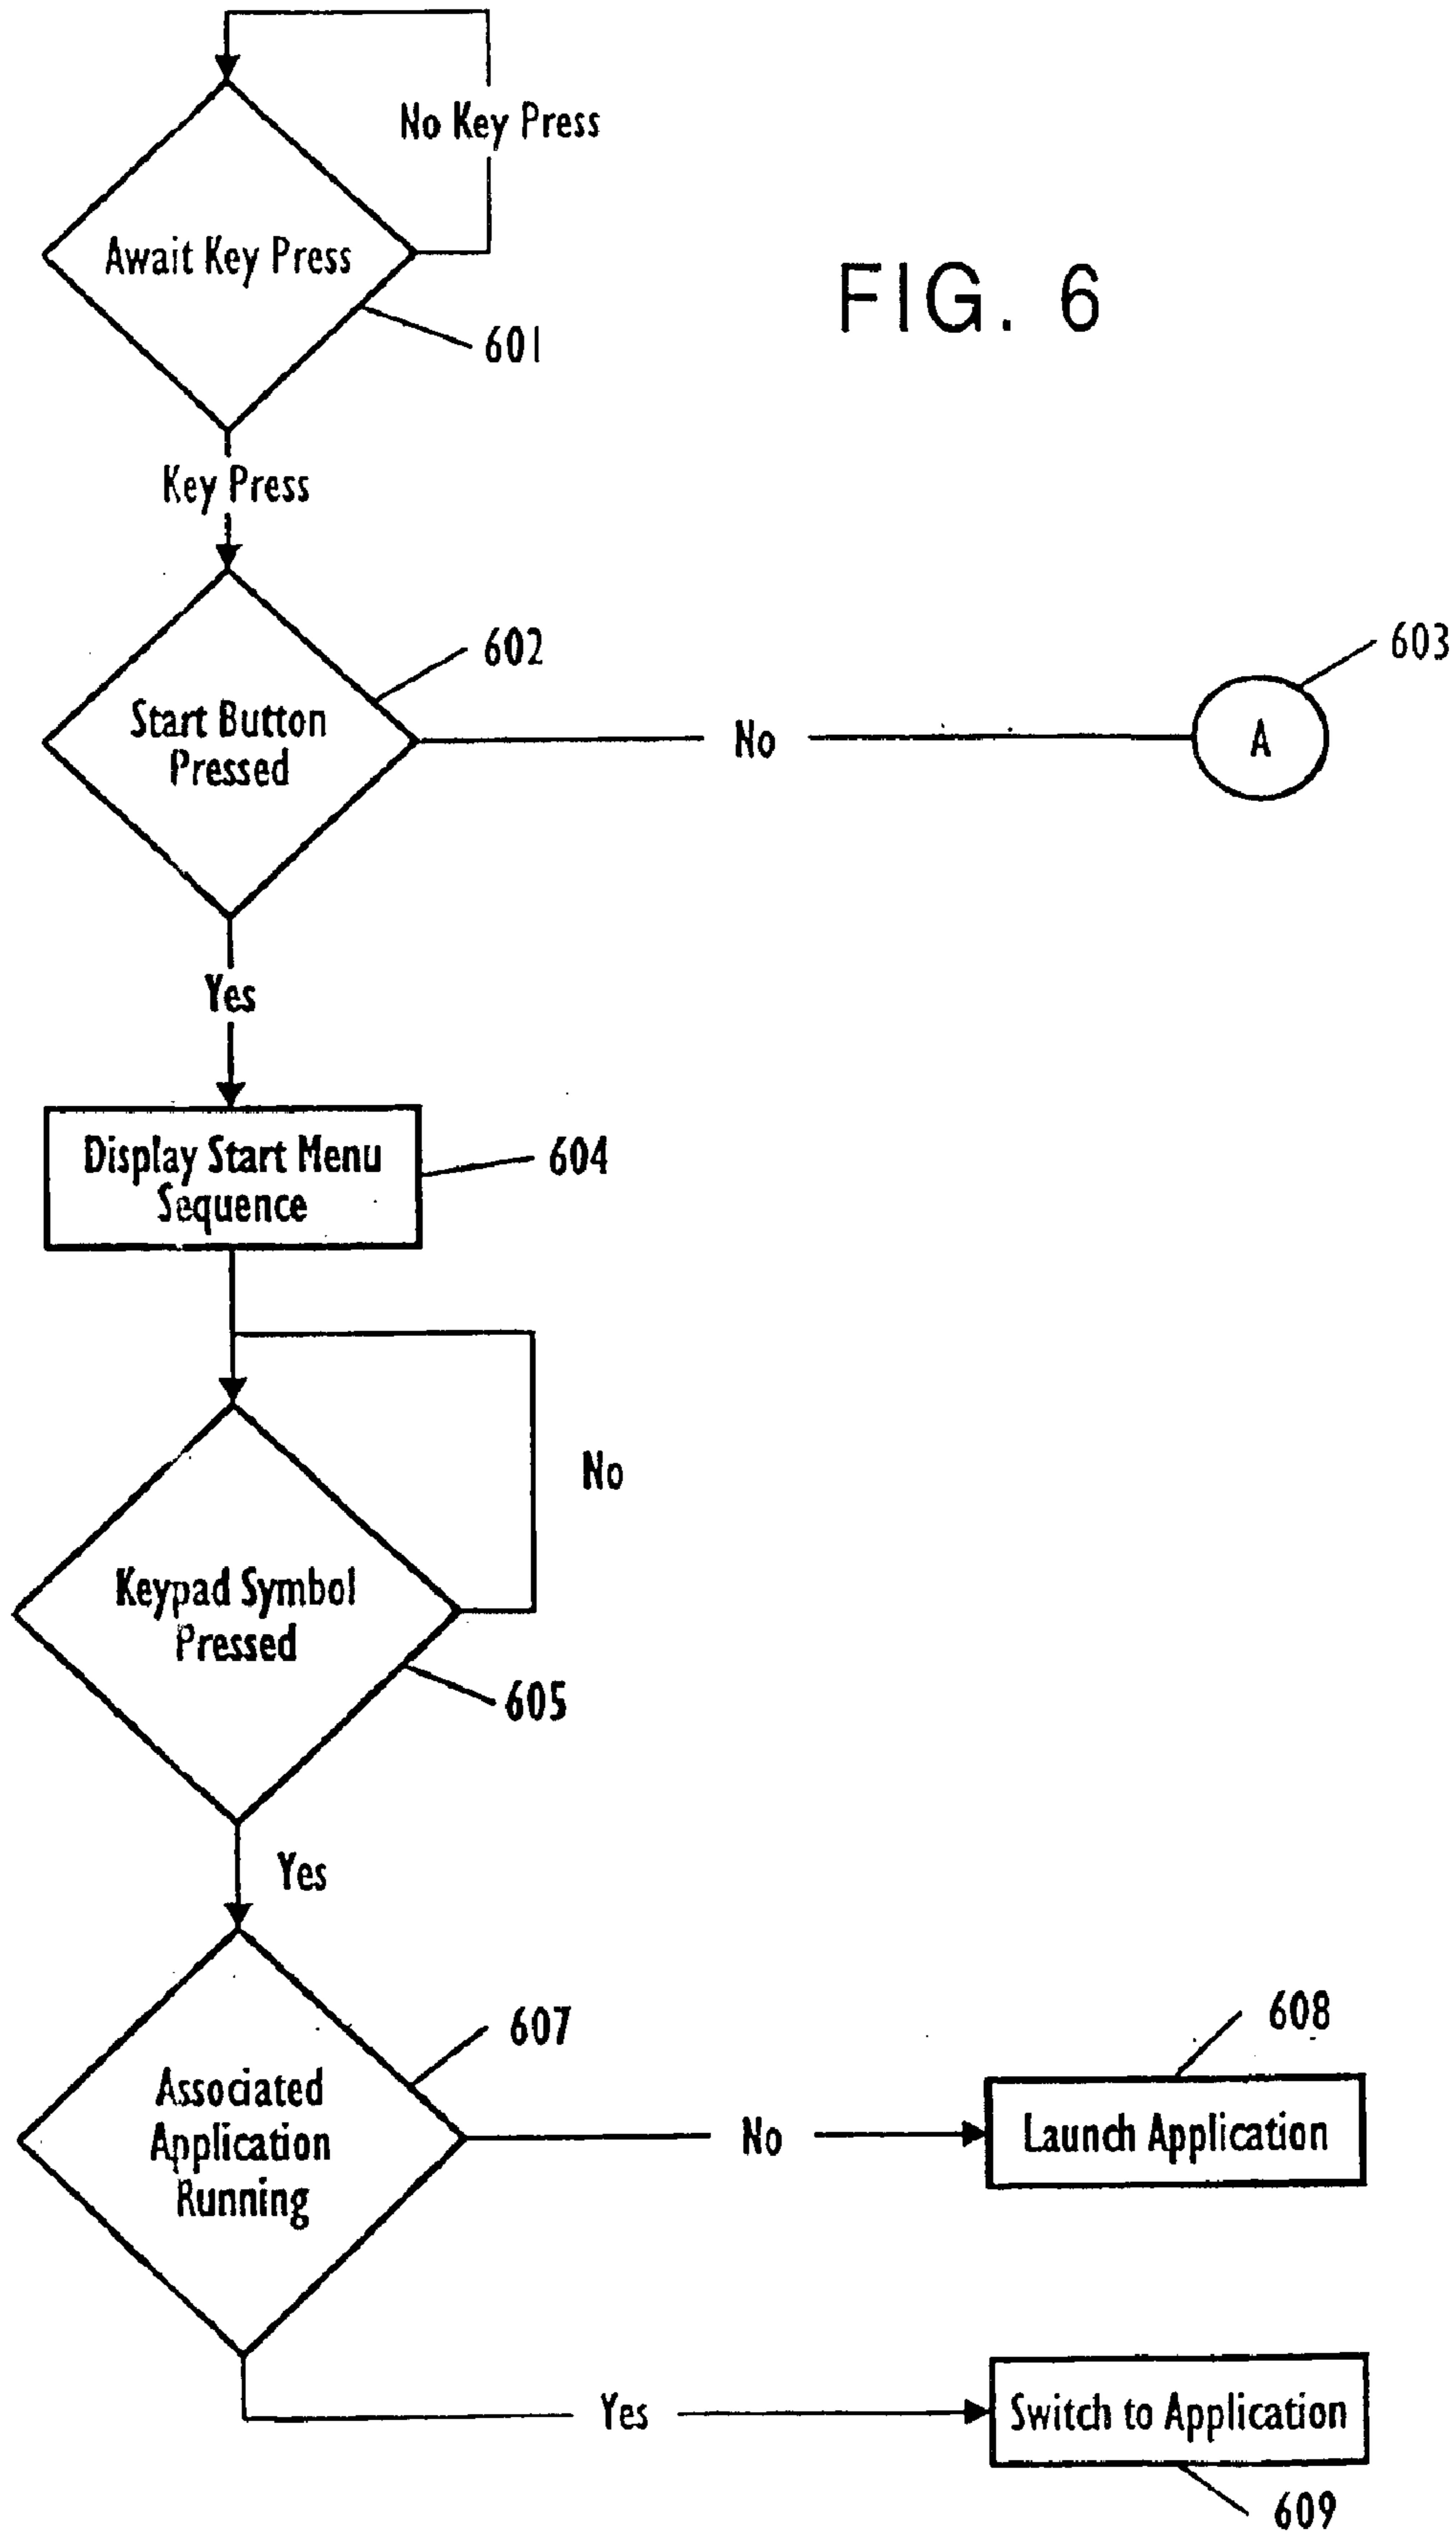 No Key Press
Await Key Press
601
FIG. 6
Key Press
602
603
Start Button
Pressed
No
A
Yes
Display Start Menu
Sequence
604
No
Keypad Symbol
Pressed
605
Yes
607
608
Associated
Application
Running
No
Launch Application
Yes
Switch to Application
609